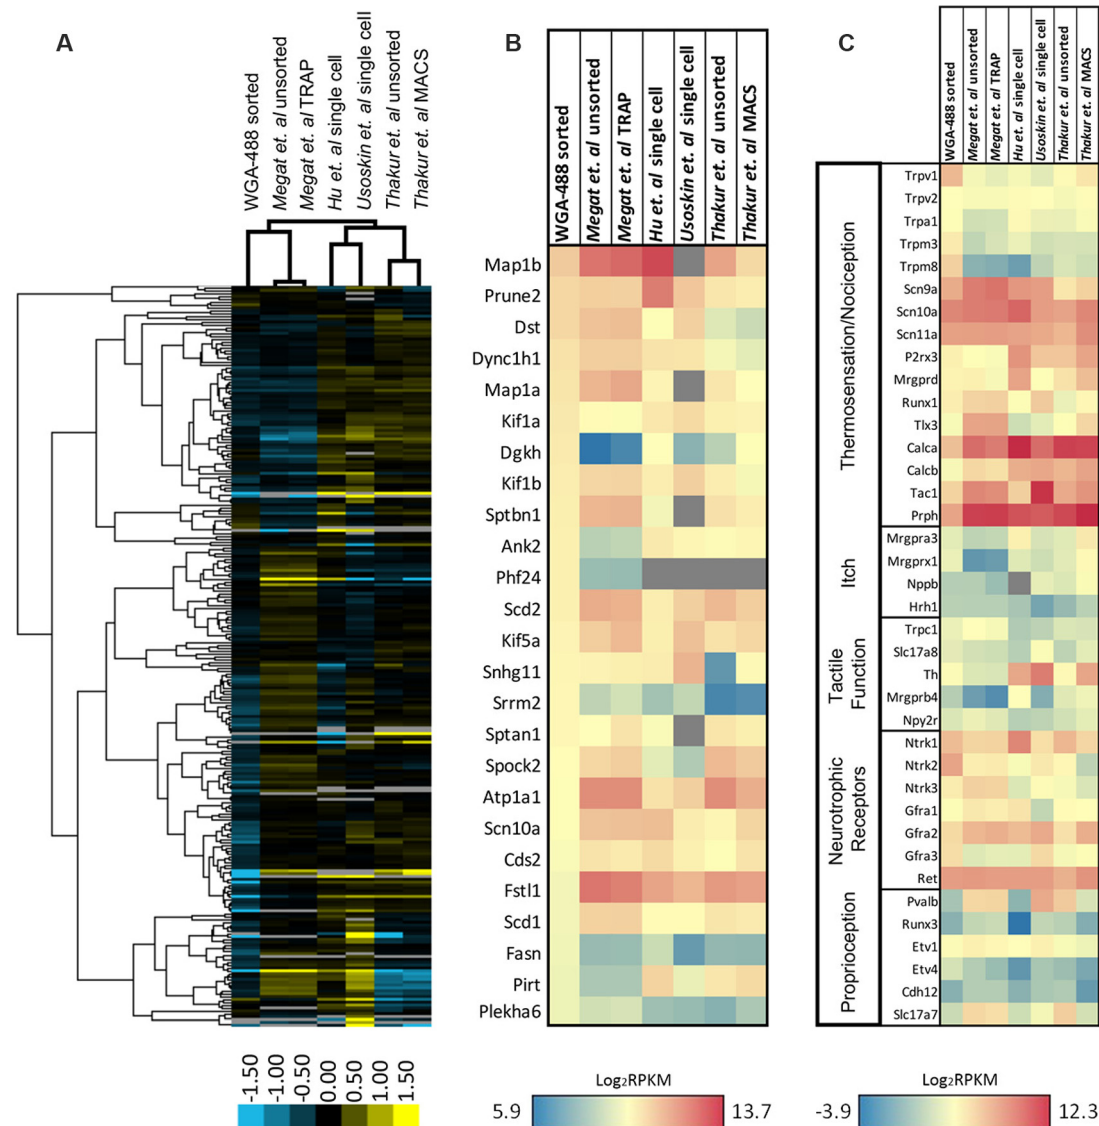 A
WGA-488 sorted
Megat et. al unsorted
Megat et. al TRAP
Hu et. al single cell
Usoskin et. al single cell
Thakur et. al unsorted
Thakur et. al MACS
-1.50
-1.00
-0.50
0.00
0.50
1.00
1.50
B
WGA-488 sorted
Megat et. al unsorted
Megat et. al TRAP
Hu et. al single cell
Usoskin et. al single cell
Thakur et. al unsorted
Thakur et. al MACS
Map1b
Prune2
Dst
Dync1h1
Map1a
Kif1a
Dgkh
Kif1b
Sptbn1
Ank2
Phf24
Scd2
Kif5a
Snhg11
Srrm2
Sptan1
Spock2
Atp1a1
Scn10a
Cds2
Fstl1
Scd1
Fasn
Pirt
Plekha6
Log₂RPKM
5.9 13.7
C
WGA-488 sorted
Megat et. al unsorted
Megat et. al TRAP
Hu et. al single cell
Usoskin et. al single
Thakur et. al unsorted
Thakur et. al MACS
Thermosensation/Nociception
Trpv1
Trpv2
Trpa1
Trpm3
Trpm8
Scn9a
Scn10a
Scn11a
P2rx3
Mrgprd
Runx1
Tlx3
Calca
Calcb
Tac1
Prph
Itch
Mrgpra3
Mrgprx1
Nppb
Hrh1
Tactile
Function
Trpc1
Slc17a8
Th
Mrgprb4
Npy2r
Neurotrophic
Receptors
Ntrk1
Ntrk2
Ntrk3
Gfra1
Gfra2
Gfra3
Ret
Proprioception
Pvalb
Runx3
Etv1
Etv4
Cdh12
Slc17a7
Log₂RPKM
-3.9 12.3